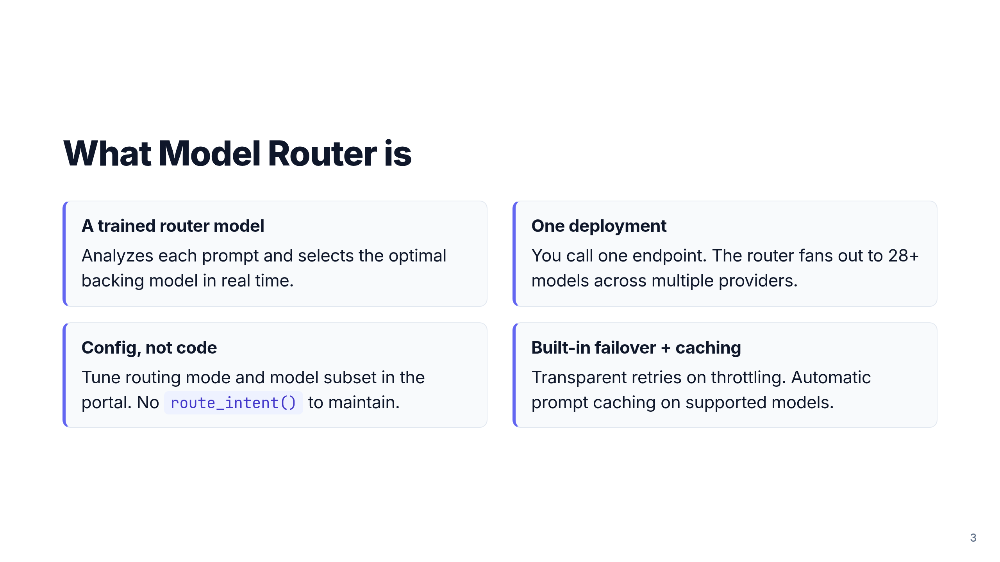 What Model Router is
A trained router model
Analyzes each prompt and selects the optimal
backing model in real time.
One deployment
You call one endpoint. The router fans out to 28+
models across multiple providers.
Config, not code
Tune routing mode and model subset in the
portal. No route_intent() to maintain.
Built-in failover + caching
Transparent retries on throttling. Automatic
prompt caching on supported models.
3